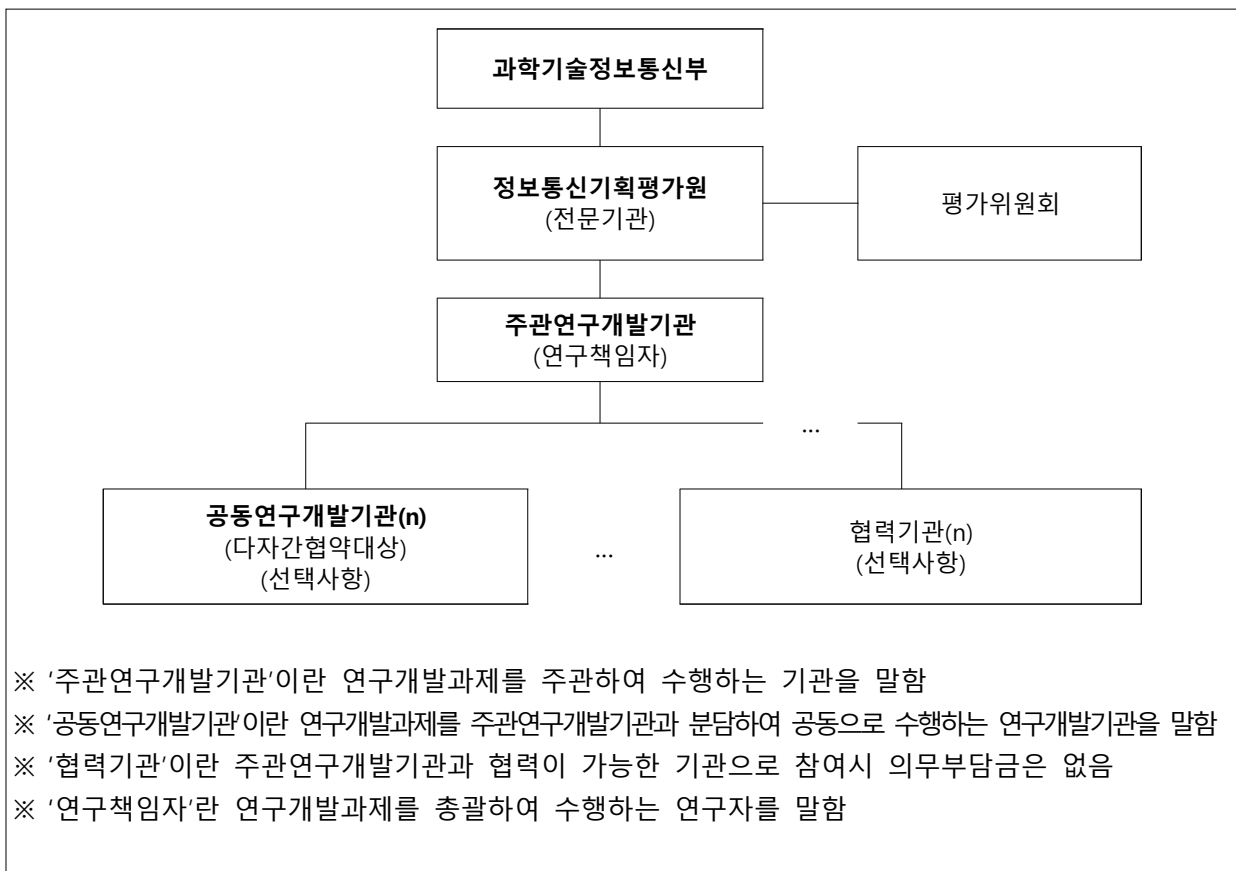 과학기술정보통신부
정보통신기획평가원
(전문기관)
평가위원회
주관연구개발기관
(연구책임자)
...
공동연구개발기관(n)
(다자간협약대상)
(선택사항)
...
협력기관(n)
(선택사항)
※ '주관연구개발기관'이란 연구개발과제를 주관하여 수행하는 기관을 말함
※ '공동연구개발기관'이란 연구개발과제를 주관연구개발기관과 분담하여 공동으로 수행하는 연구개발기관을 말함
※ '협력기관'이란 주관연구개발기관과 협력이 가능한 기관으로 참여시 의무부담금은 없음
※ '연구책임자'란 연구개발과제를 총괄하여 수행하는 연구자를 말함